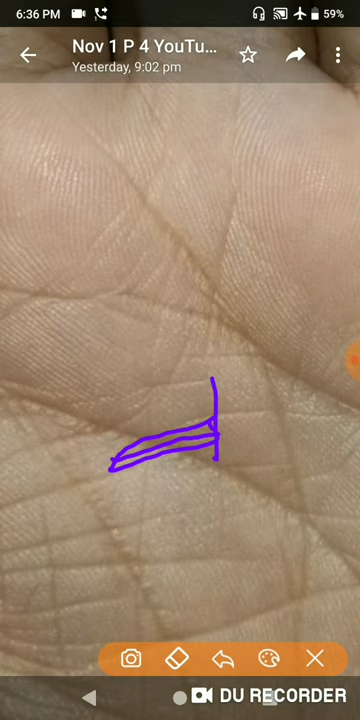 6:36 PM 59%
Nov 1 P 4 YouTu...
Yesterday, 9:02 pm
DU RECORDER